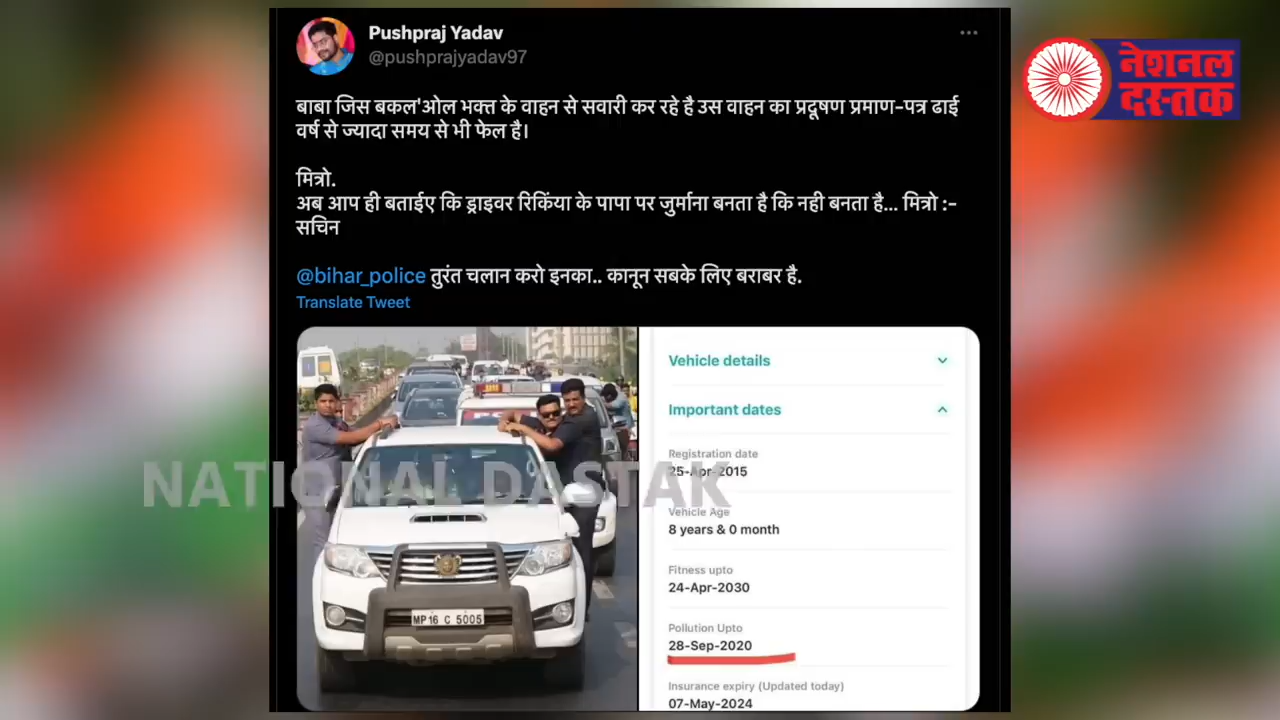 Pushpraj Yadav
@pushprajyadav97
नेशनल
दस्तक
बाबा जिस बकल'ओल भक्त के वाहन से सवारी कर रहे है उस वाहन का प्रदूषण प्रमाण-पत्र ढाई
वर्ष से ज्यादा समय से भी फेल है।
मित्रो.
अब आप ही बताईए कि ड्राइवर रिकिंया के पापा पर जुर्माना बनता है कि नही बनता है... मित्रो :-
सचिन
@bihar_police तुरंत चलान करो इनका.. कानून सबके लिए बराबर है.
Translate Tweet
Vehicle details
Important dates
Registration date
25-Apr-2015
NATIONAL DASTAK
Vehicle Age
8 years & 0 month
Fitness upto
24-Apr-2030
MP16 C 5005
Pollution Upto
28-Sep-2020
Insurance expiry (Updated today)
07-May-2024